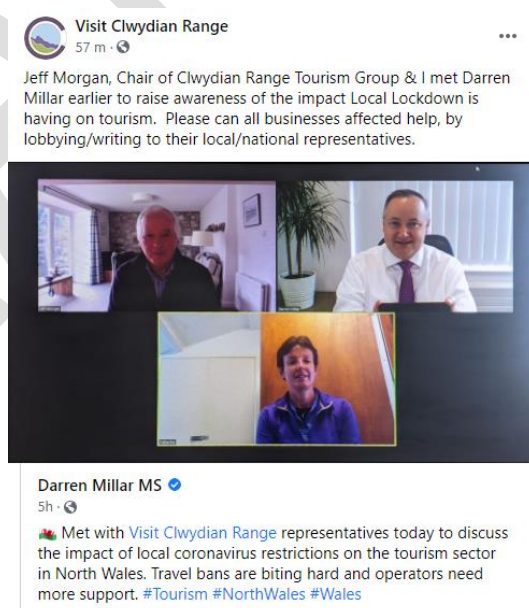 Visit Clwydian Range
57 m ·
Jeff Morgan, Chair of Clwydian Range Tourism Group & I met Darren
Millar earlier to raise awareness of the impact Local Lockdown is
having on tourism. Please can all businesses affected help, by
lobbying/writing to their local/national representatives.
Darren Millar MS
5h ·
🏴󠁧󠁢󠁷󠁬󠁳󠁿 Met with Visit Clwydian Range representatives today to discuss
the impact of local coronavirus restrictions on the tourism sector
in North Wales. Travel bans are biting hard and operators need
more support. #Tourism #NorthWales #Wales